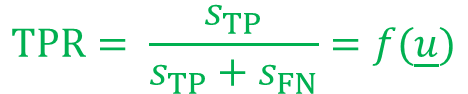 TPR = s_TP / (s_TP + s_FN) = f(u̲)